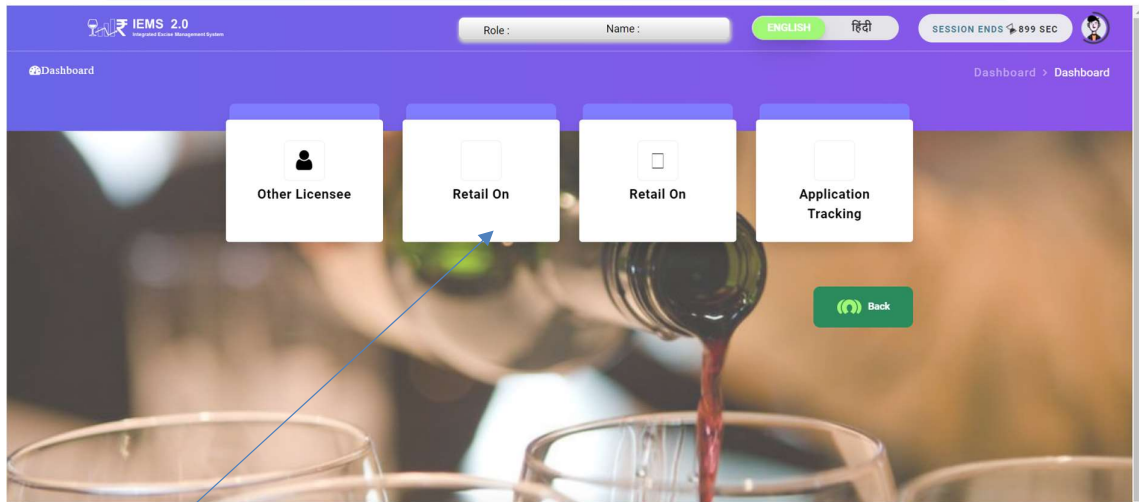 IEMS 2.0
Integrated Excise Management System
Role :
Name :
ENGLISH
हिंदी
SESSION ENDS 899 SEC
Dashboard
Dashboard > Dashboard
Other Licensee
Retail On
Retail On
Application
Tracking
Back